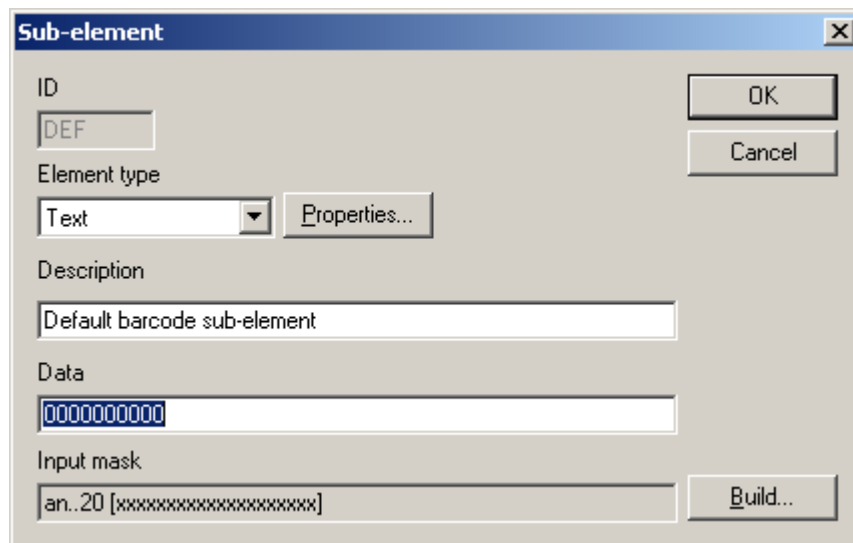 Sub-element
ID
OK
DEF
Cancel
Element type
Text
Properties...
Description
Default barcode sub-element
Data
0000000000
Input mask
an..20 [xxxxxxxxxxxxxxxxxxxx]
Build...